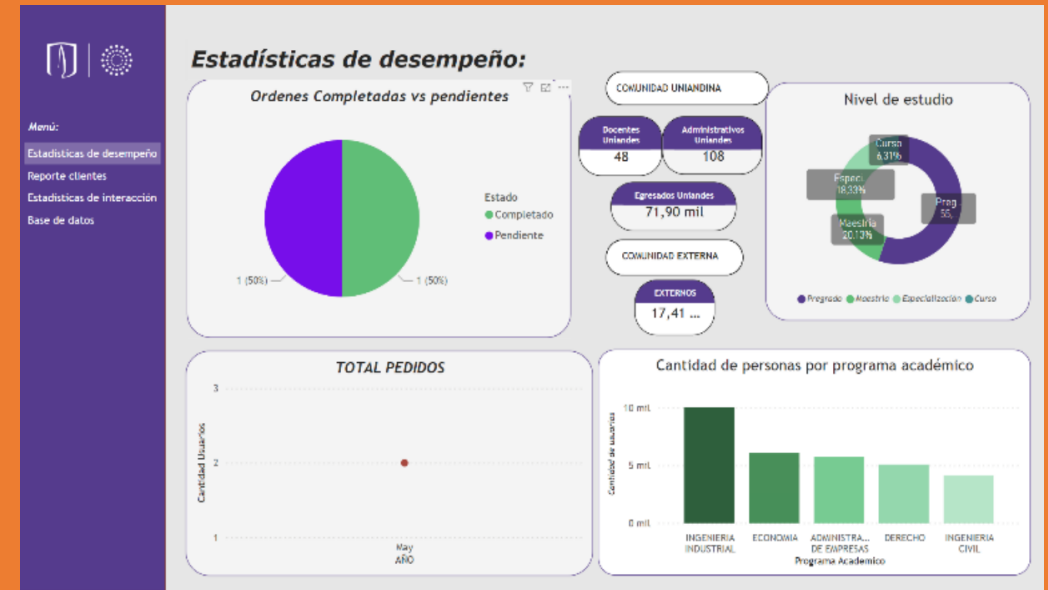 Estadísticas de desempeño:
Menú:
Estadísticas de desempeño
Reporte clientes
Estadísticas de interacción
Base de datos
Ordenes Completadas vs pendientes
Estado
Completado
Pendiente
1 (50%)
1 (50%)
COMUNIDAD UNIANDINA
Docentes
Uniandes
48
Administrativos
Uniandes
108
Egresados Uniandes
71,90 mil
COMUNIDAD EXTERNA
EXTERNOS
17,41 ...
Nivel de estudio
Curso
6,31%
Especi...
18,33%
Maestría
20,13%
Preg...
55,...
Pregrado
Maestría
Especialización
Curso
TOTAL PEDIDOS
Cantidad Usuarios
3
2
1
May
AÑO
Cantidad de personas por programa académico
Cantidad de usuarios
10 mil
5 mil
0 mil
INGENIERIA
INDUSTRIAL
ECONOMIA
ADMINISTRA...
DE EMPRESAS
DERECHO
INGENIERIA
CIVIL
Programa Academico